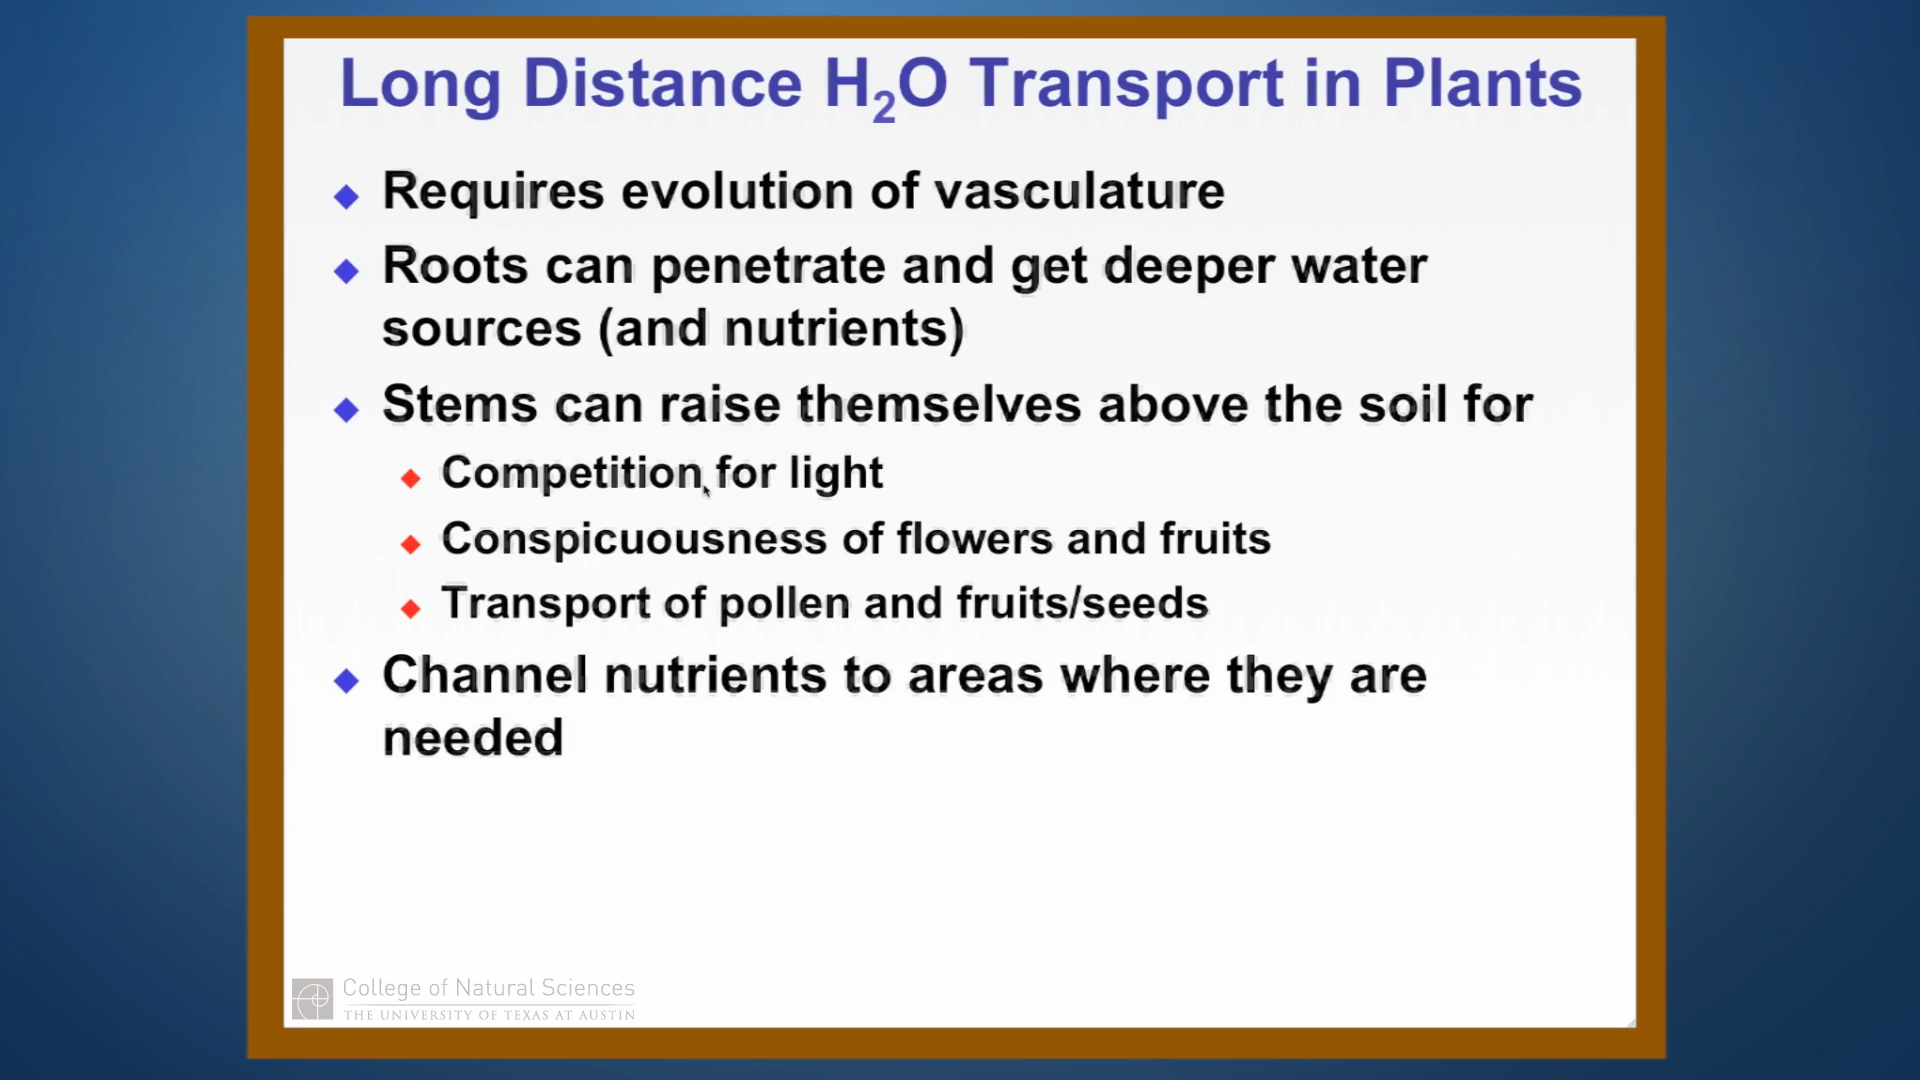 Long Distance H₂O Transport in Plants
Requires evolution of vasculature
Roots can penetrate and get deeper water
sources (and nutrients)
Stems can raise themselves above the soil for
Competition for light
Conspicuousness of flowers and fruits
Transport of pollen and fruits/seeds
Channel nutrients to areas where they are
needed
College of Natural Sciences
THE UNIVERSITY OF TEXAS AT AUSTIN